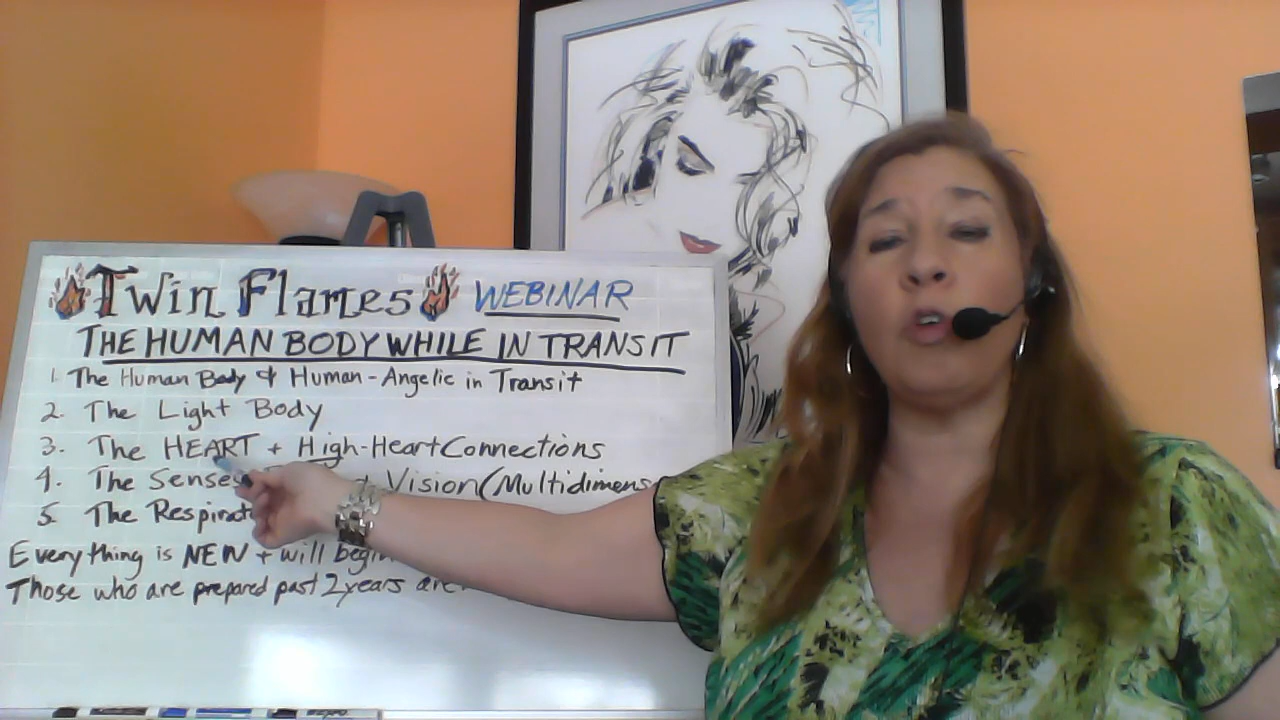 Twin Flames WEBINAR
THE HUMAN BODY WHILE IN TRANSIT
1. The Human Body & Human-Angelic in Transit
2. The Light Body
3. The HEART + High-Heart Connections
4. The Senses + Vision (Multidimens
5. The Respirat
Everything is NEW + will begin
Those who are prepared past 2 years are